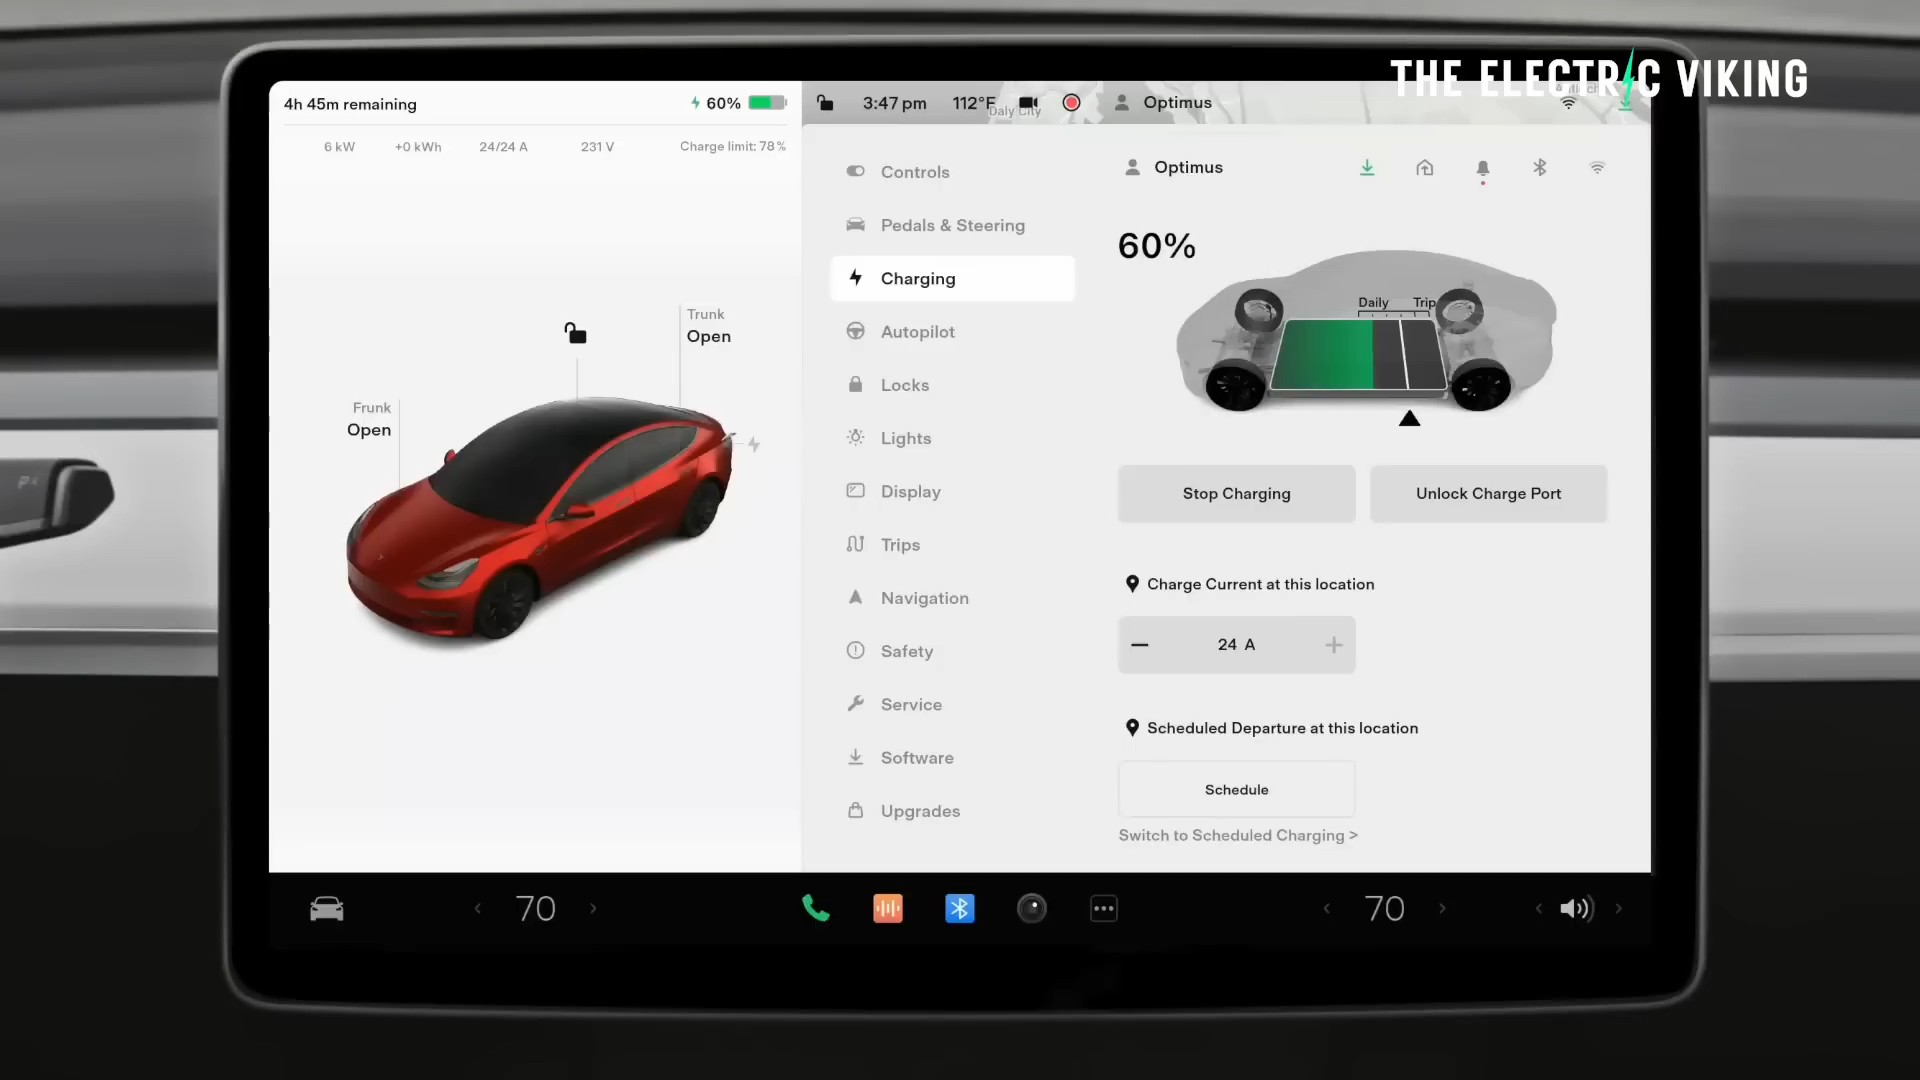 THE ELECTRIC VIKING
4h 45m remaining
60%
3:47 pm
112°F
Daly City
Optimus
6 kW
+0 kWh
24/24 A
231 V
Charge limit: 78%
Trunk
Open
Frunk
Open
Controls
Pedals & Steering
Charging
Autopilot
Locks
Lights
Display
Trips
Navigation
Safety
Service
Software
Upgrades
Optimus
60%
Daily
Trip
Stop Charging
Unlock Charge Port
Charge Current at this location
24 A
Scheduled Departure at this location
Schedule
Switch to Scheduled Charging >
70
70